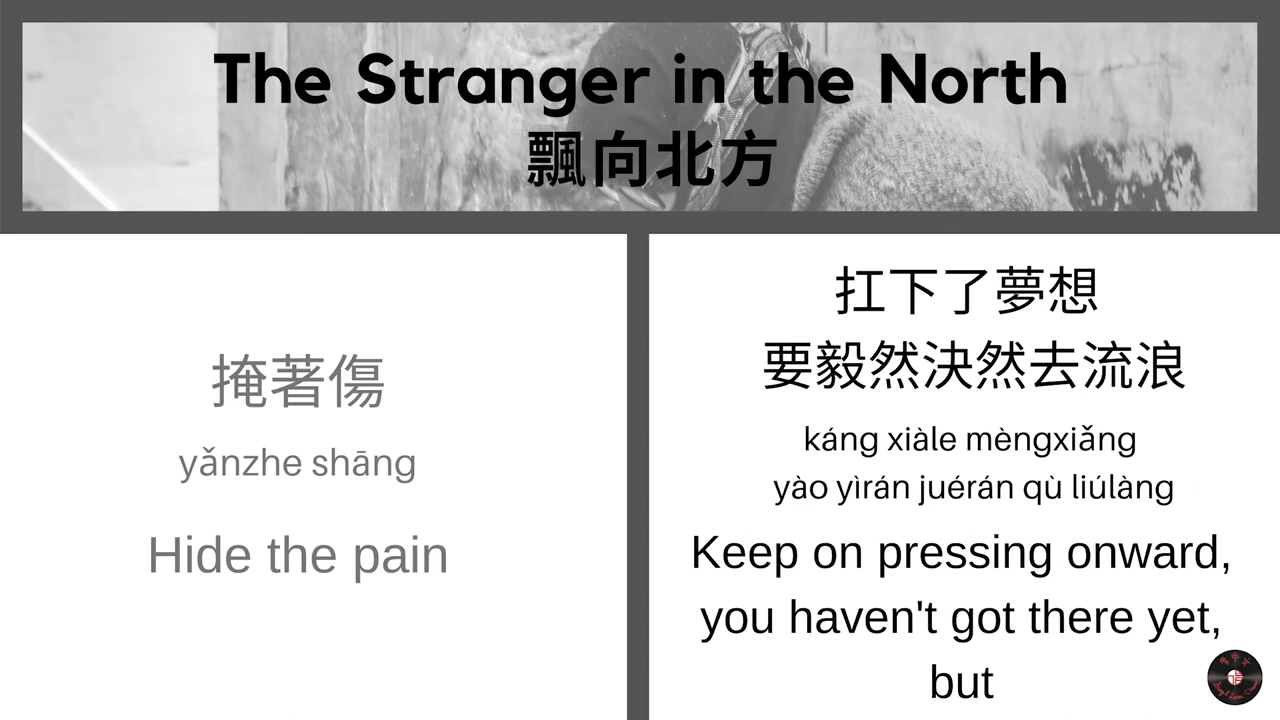 The Stranger in the North
飄向北方
掩著傷
yǎnzhe shāng
Hide the pain
扛下了夢想
要毅然決然去流浪
káng xiàle mèngxiǎng
yào yìrán juérán qù liúlàng
Keep on pressing onward,
you haven't got there yet,
but